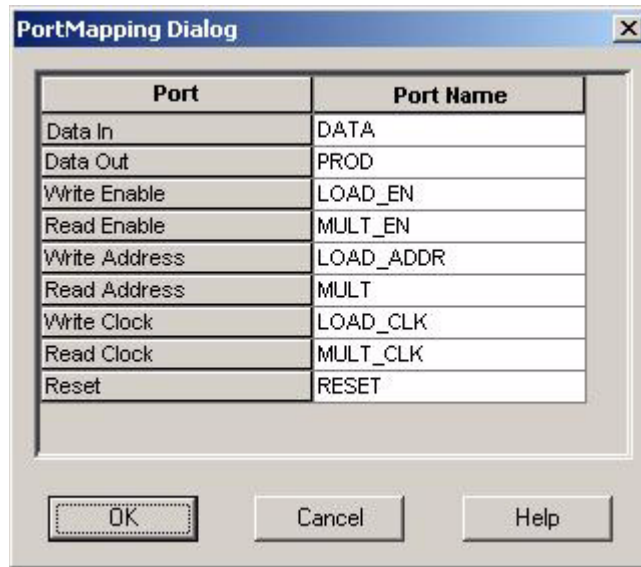 PortMapping Dialog
Port Port Name
Data In DATA
Data Out PROD
Write Enable LOAD_EN
Read Enable MULT_EN
Write Address LOAD_ADDR
Read Address MULT
Write Clock LOAD_CLK
Read Clock MULT_CLK
Reset RESET
OK Cancel Help